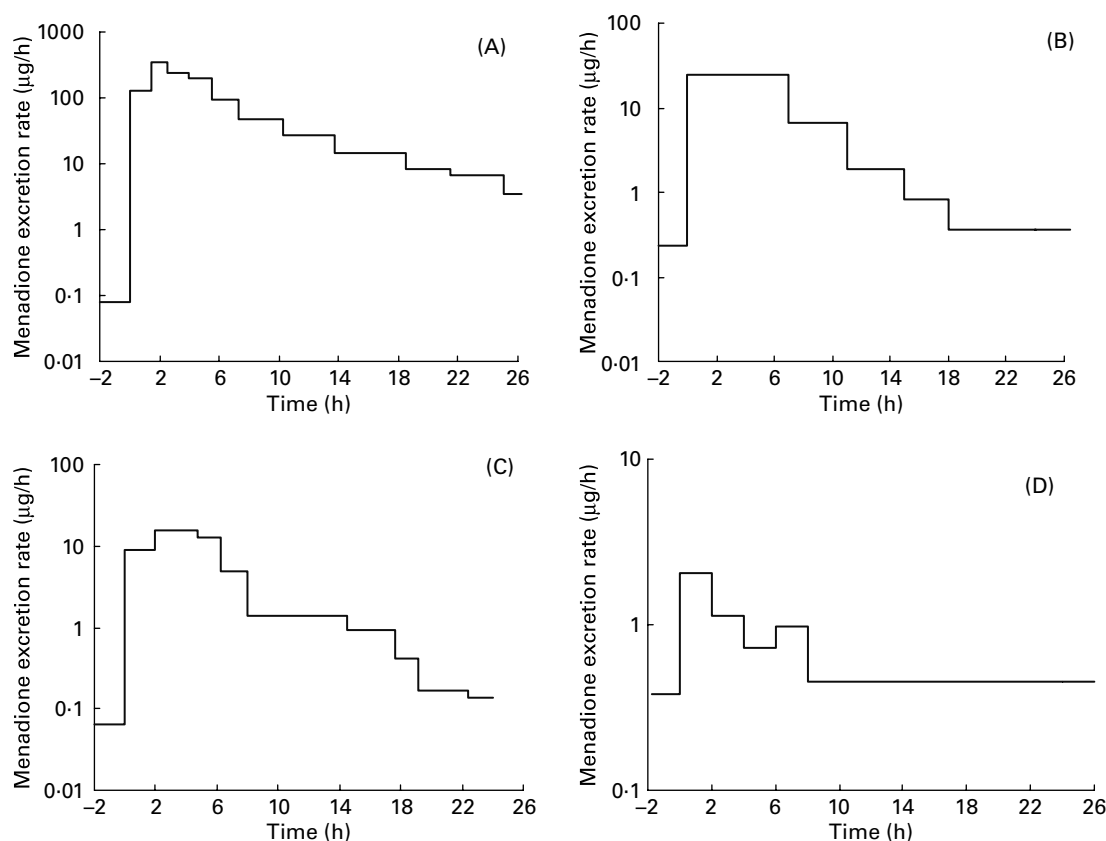 (A)
Menadione excretion rate (μg/h)
1000
100
10
1
0·1
0·01
−2 2 6 10 14 18 22 26
Time (h)
(B)
Menadione excretion rate (μg/h)
100
10
1
0·1
0·01
−2 2 6 10 14 18 22 26
Time (h)
(C)
Menadione excretion rate (μg/h)
100
10
1
0·1
0·01
−2 2 6 10 14 18 22 26
Time (h)
(D)
Menadione excretion rate (μg/h)
10
1
0·1
−2 2 6 10 14 18 22 26
Time (h)